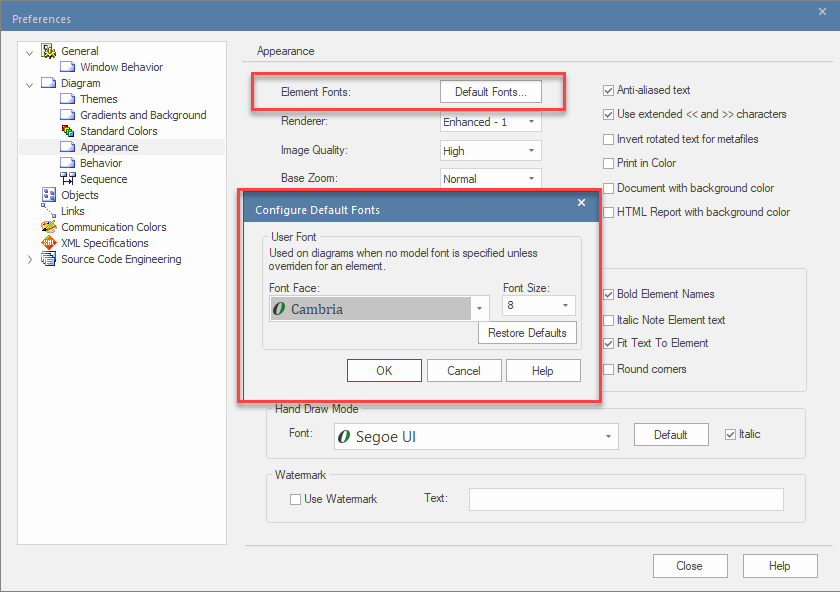 Preferences
General
Window Behavior
Diagram
Themes
Gradients and Background
Standard Colors
Appearance
Behavior
Sequence
Objects
Links
Communication Colors
XML Specifications
Source Code Engineering
Appearance
Element Fonts: Default Fonts...
Renderer: Enhanced - 1
Image Quality: High
Base Zoom: Normal
Anti-aliased text
Use extended << and >> characters
Invert rotated text for metafiles
Print in Color
Document with background color
HTML Report with background color
Configure Default Fonts
User Font
Used on diagrams when no model font is specified unless
overriden for an element.
Font Face: Font Size:
Cambria 8
Restore Defaults
OK Cancel Help
Bold Element Names
Italic Note Element text
Fit Text To Element
Round corners
Hand Draw Mode
Font: Segoe UI Default Italic
Watermark
Use Watermark Text:
Close Help